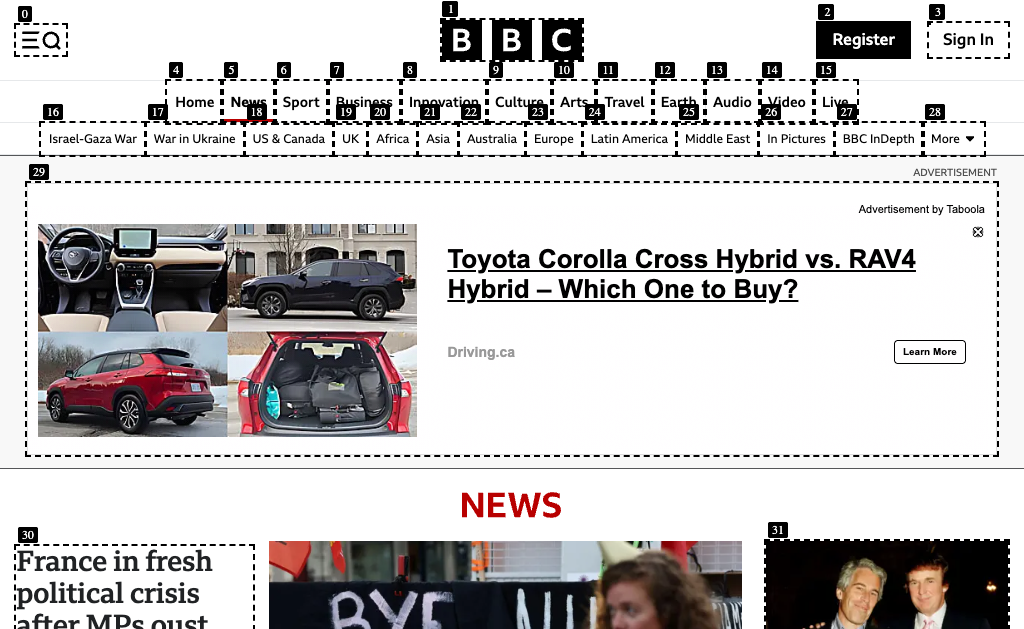 0
1
2
3
BBC
Register
Sign In
4
5
6
7
8
9
10
11
12
13
14
15
Home
News
Sport
Business
Innovation
Culture
Arts
Travel
Earth
Audio
Video
Live
16
17
18
19
20
21
22
23
24
25
26
27
28
Israel-Gaza War
War in Ukraine
US & Canada
UK
Africa
Asia
Australia
Europe
Latin America
Middle East
In Pictures
BBC InDepth
More
29
ADVERTISEMENT
Advertisement by Taboola
Toyota Corolla Cross Hybrid vs. RAV4
Hybrid – Which One to Buy?
Driving.ca
Learn More
NEWS
30
31
France in fresh
political crisis
after MPs oust
BYE